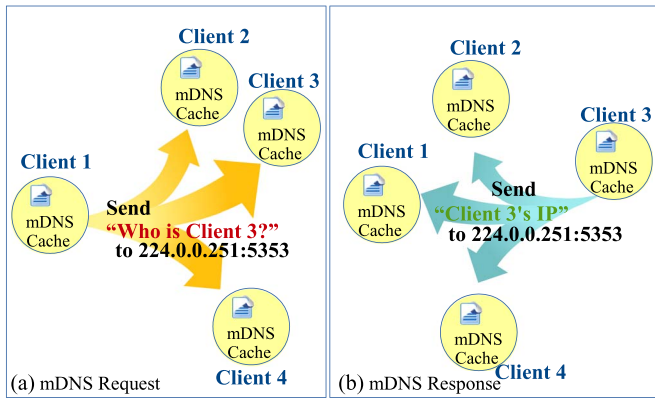 Client 2
mDNS
Cache
Client 3
mDNS
Cache
Client 1
mDNS
Cache
Send
“Who is Client 3?”
to 224.0.0.251:5353
mDNS
Cache
Client 4
(a) mDNS Request
Client 2
mDNS
Cache
Client 3
mDNS
Cache
Client 1
mDNS
Cache
Send
“Client 3's IP”
to 224.0.0.251:5353
mDNS
Cache
Client 4
(b) mDNS Response